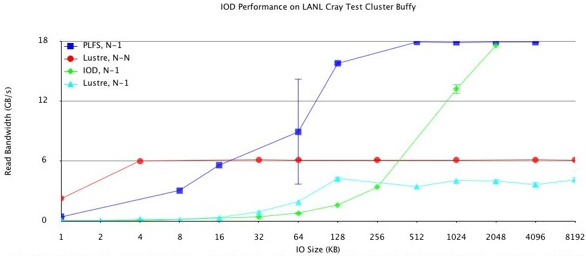 IOD Performance on LANL Cray Test Cluster Buffy
Read Bandwidth (GB/s)
18
12
6
0
PLFS, N-1
Lustre, N-N
IOD, N-1
Lustre, N-1
1 2 4 8 16 32 64 128 256 512 1024 2048 4096 8192
IO Size (KB)